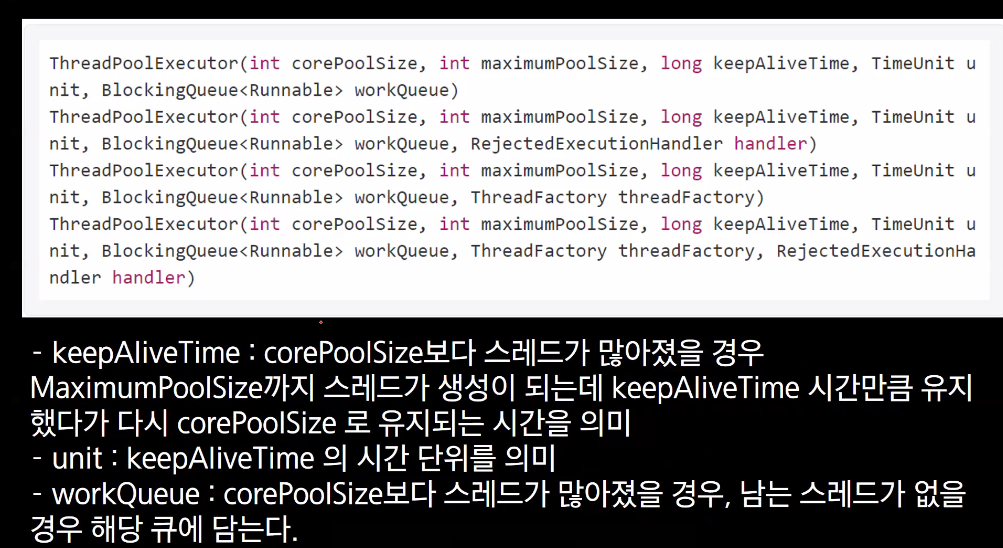 ThreadPoolExecutor(int corePoolSize, int maximumPoolSize, long keepAliveTime, TimeUnit u
nit, BlockingQueue<Runnable> workQueue)
ThreadPoolExecutor(int corePoolSize, int maximumPoolSize, long keepAliveTime, TimeUnit u
nit, BlockingQueue<Runnable> workQueue, RejectedExecutionHandler handler)
ThreadPoolExecutor(int corePoolSize, int maximumPoolSize, long keepAliveTime, TimeUnit u
nit, BlockingQueue<Runnable> workQueue, ThreadFactory threadFactory)
ThreadPoolExecutor(int corePoolSize, int maximumPoolSize, long keepAliveTime, TimeUnit u
nit, BlockingQueue<Runnable> workQueue, ThreadFactory threadFactory, RejectedExecutionHa
ndler handler)
- keepAliveTime : corePoolSize보다 스레드가 많아졌을 경우
MaximumPoolSize까지 스레드가 생성이 되는데 keepAliveTime 시간만큼 유지
했다가 다시 corePoolSize 로 유지되는 시간을 의미
- unit : keepAliveTime 의 시간 단위를 의미
- workQueue : corePoolSize보다 스레드가 많아졌을 경우, 남는 스레드가 없을
경우 해당 큐에 담는다.